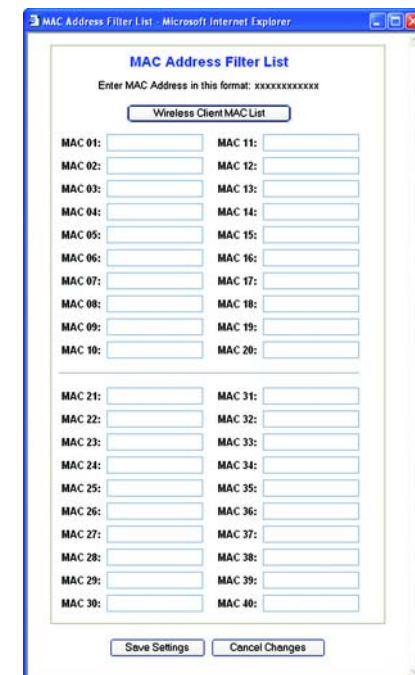 MAC Address Filter List - Microsoft Internet Explorer
MAC Address Filter List
Enter MAC Address in this format: xxxxxxxxxxxx
Wireless Client MAC List
MAC 01: MAC 11:
MAC 02: MAC 12:
MAC 03: MAC 13:
MAC 04: MAC 14:
MAC 05: MAC 15:
MAC 06: MAC 16:
MAC 07: MAC 17:
MAC 08: MAC 18:
MAC 09: MAC 19:
MAC 10: MAC 20:
MAC 21: MAC 31:
MAC 22: MAC 32:
MAC 23: MAC 33:
MAC 24: MAC 34:
MAC 25: MAC 35:
MAC 26: MAC 36:
MAC 27: MAC 37:
MAC 28: MAC 38:
MAC 29: MAC 39:
MAC 30: MAC 40:
Save Settings Cancel Changes